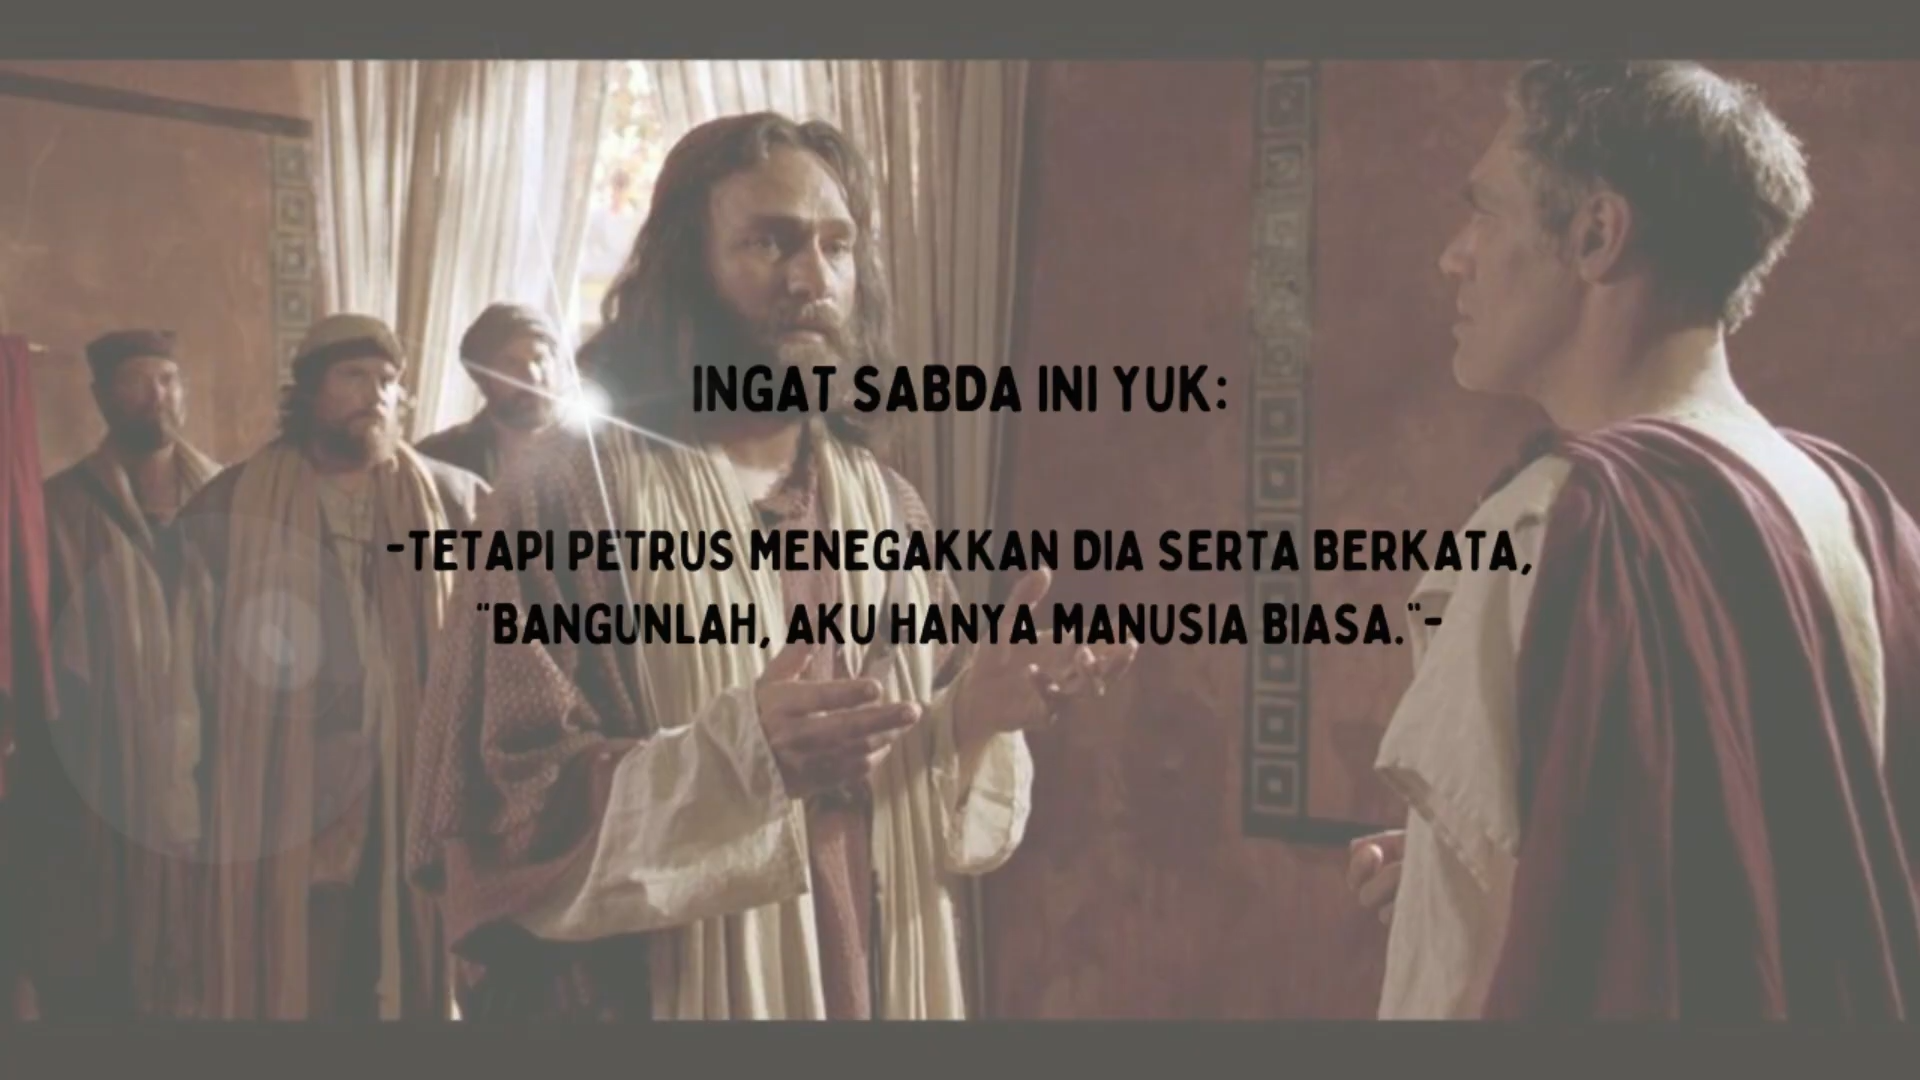 INGAT SABDA INI YUK:
-TETAPI PETRUS MENEGAKKAN DIA SERTA BERKATA,
"BANGUNLAH, AKU HANYA MANUSIA BIASA."-